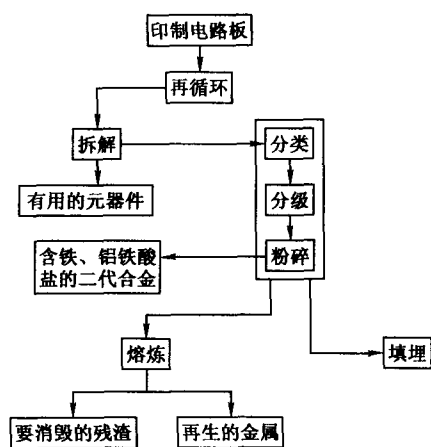 印制电路板
再循环
拆解
分类
有用的元器件
分级
含铁、铝铁酸
盐的二代合金
粉碎
熔炼
填埋
要消毁的残渣
再生的金属